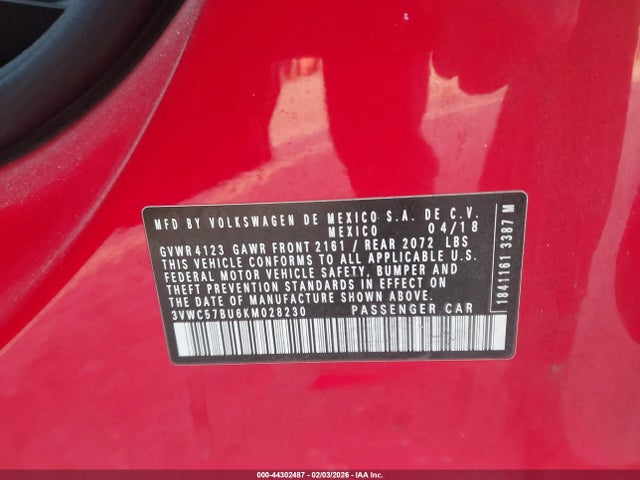 MFD BY VOLKSWAGEN DE MEXICO S.A. DE C.V.
MEXICO 04/18
GVWR 4123 GAWR FRONT 2161 / REAR 2072 LBS
THIS VEHICLE CONFORMS TO ALL APPLICABLE U.S.
FEDERAL MOTOR VEHICLE SAFETY, BUMPER AND
THEFT PREVENTION STANDARDS IN EFFECT ON
THE DATE OF MANUFACTURE SHOWN ABOVE.
3VWC57BU6KM028230 PASSENGER CAR
1841161 3387 M
000-44302487 - 02/03/2026 - IAA Inc.